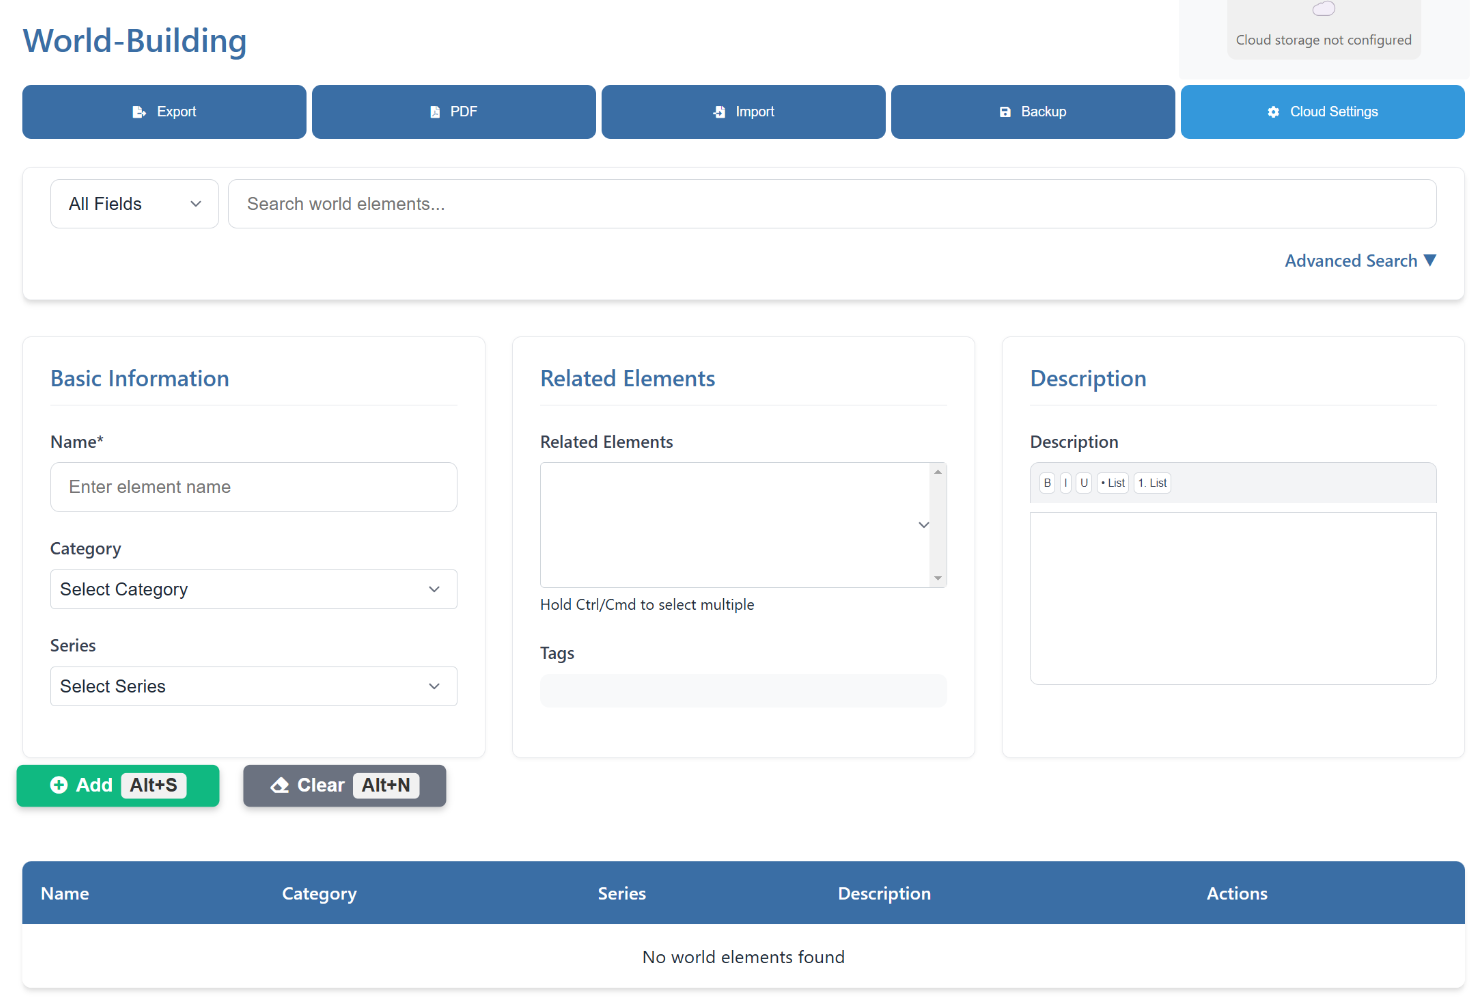 World-Building
Cloud storage not configured
Export
PDF
Import
Backup
Cloud Settings
All Fields
Search world elements...
Advanced Search ▼
Basic Information
Name*
Enter element name
Category
Select Category
Series
Select Series
Related Elements
Related Elements
Hold Ctrl/Cmd to select multiple
Tags
Description
Description
B I U • List 1. List
Add Alt+S
Clear Alt+N
Name Category Series Description Actions
No world elements found